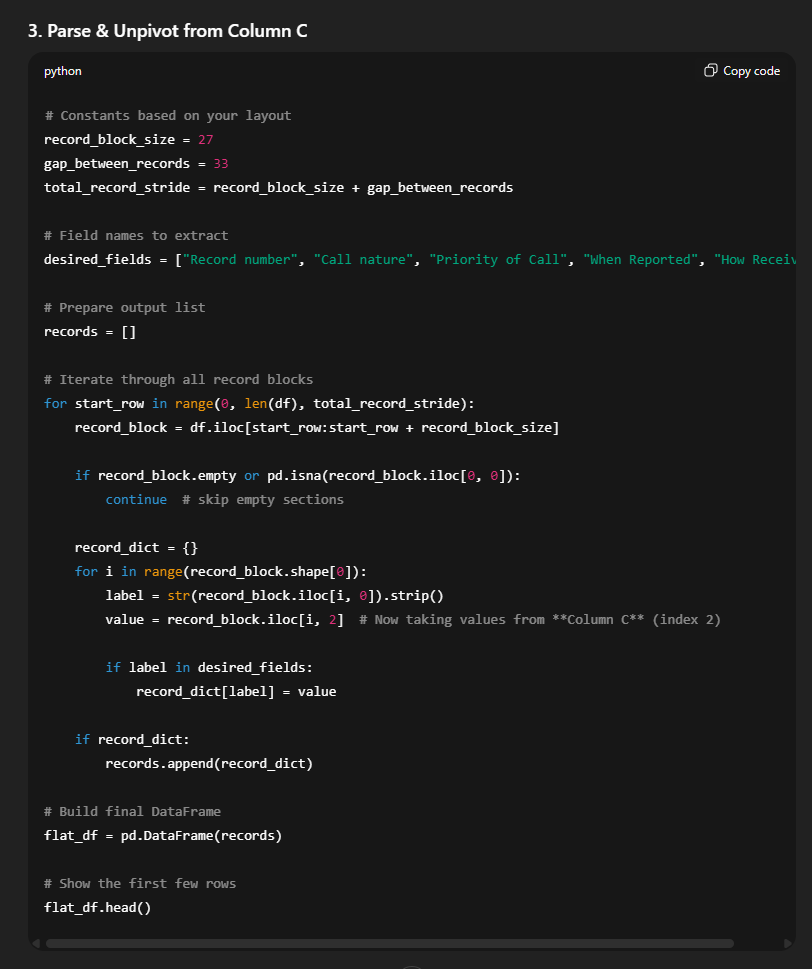 3. Parse & Unpivot from Column C
python
Copy code
# Constants based on your layout
record_block_size = 27
gap_between_records = 33
total_record_stride = record_block_size + gap_between_records

# Field names to extract
desired_fields = ["Record number", "Call nature", "Priority of Call", "When Reported", "How Receiv

# Prepare output list
records = []

# Iterate through all record blocks
for start_row in range(0, len(df), total_record_stride):
    record_block = df.iloc[start_row:start_row + record_block_size]

    if record_block.empty or pd.isna(record_block.iloc[0, 0]):
        continue  # skip empty sections

    record_dict = {}
    for i in range(record_block.shape[0]):
        label = str(record_block.iloc[i, 0]).strip()
        value = record_block.iloc[i, 2]  # Now taking values from **Column C** (index 2)

        if label in desired_fields:
            record_dict[label] = value

    if record_dict:
        records.append(record_dict)

# Build final DataFrame
flat_df = pd.DataFrame(records)

# Show the first few rows
flat_df.head()